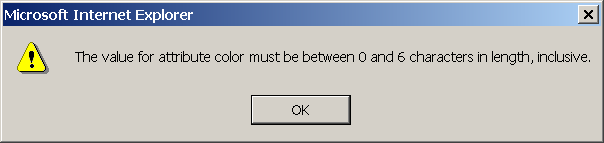 Microsoft Internet Explorer
The value for attribute color must be between 0 and 6 characters in length, inclusive.
OK